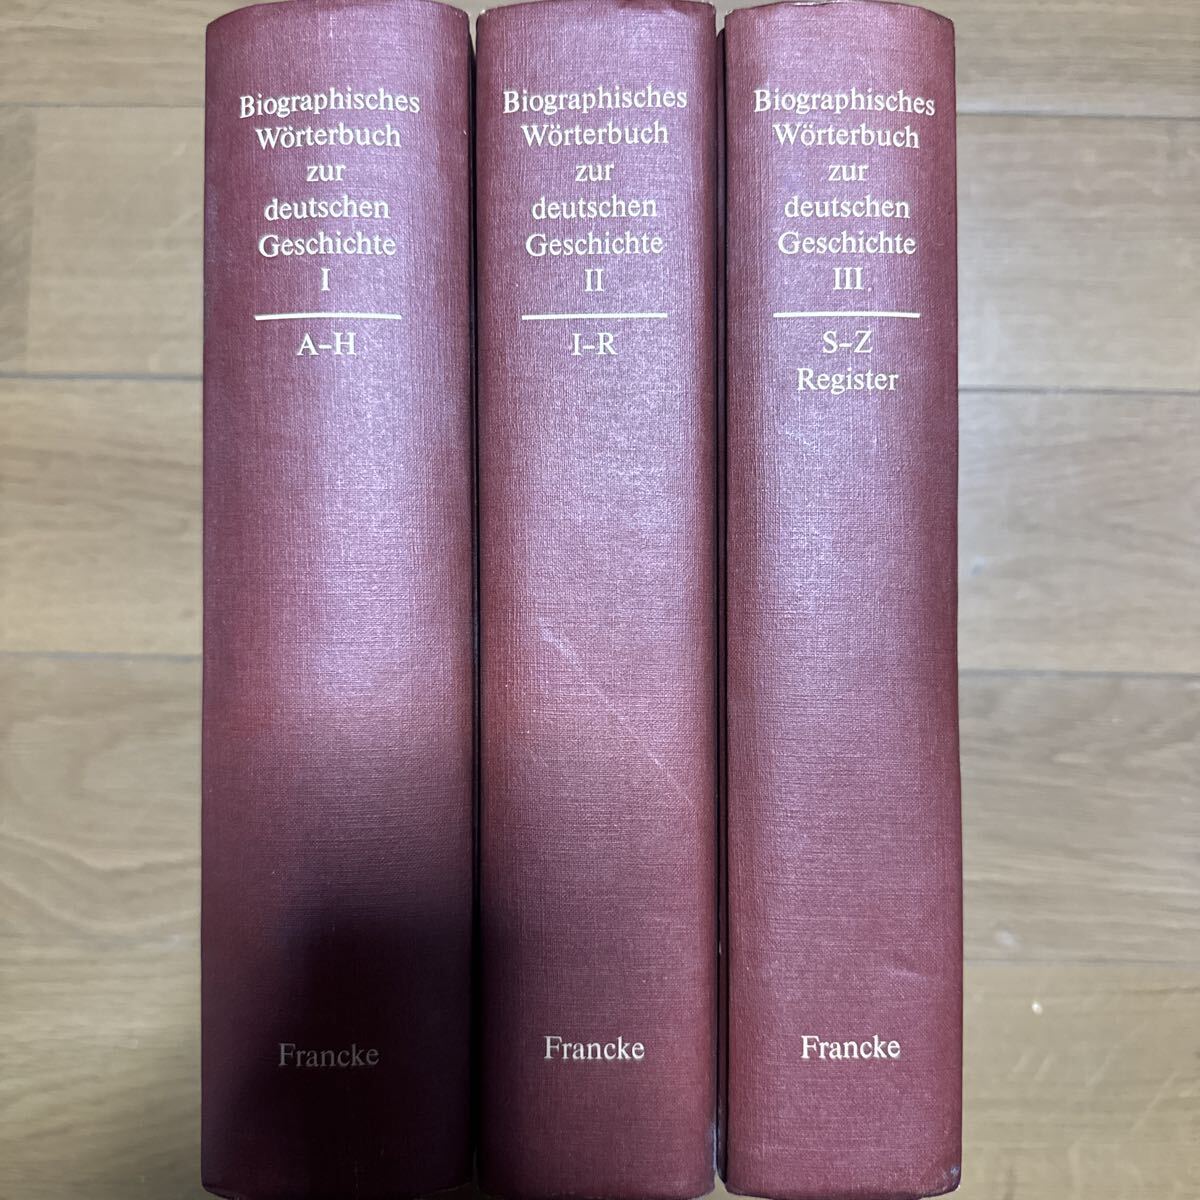 Biographisches
Wörterbuch
zur
deutschen
Geschichte
I
A-H
Francke
Biographisches
Wörterbuch
zur
deutschen
Geschichte
II
I-R
Francke
Biographisches
Wörterbuch
zur
deutschen
Geschichte
III
S-Z
Register
Francke